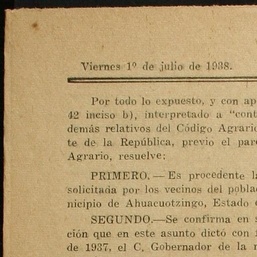 Viernes 1º de julio de 1938.
Por todo lo expuesto, y con ap
42 inciso b), interpretado a "cont
demás relativos del Código Agrari
te de la República, previo el par
Agrario, resuelve:
PRIMERO. — Es procedente l
solicitada por los vecinos del pobla
nicipio de Ahuacuotzingo, Estado
SEGUNDO.—Se confirma en s
ción que en este asunto dictó con
de 1937, el C. Gobernador de la